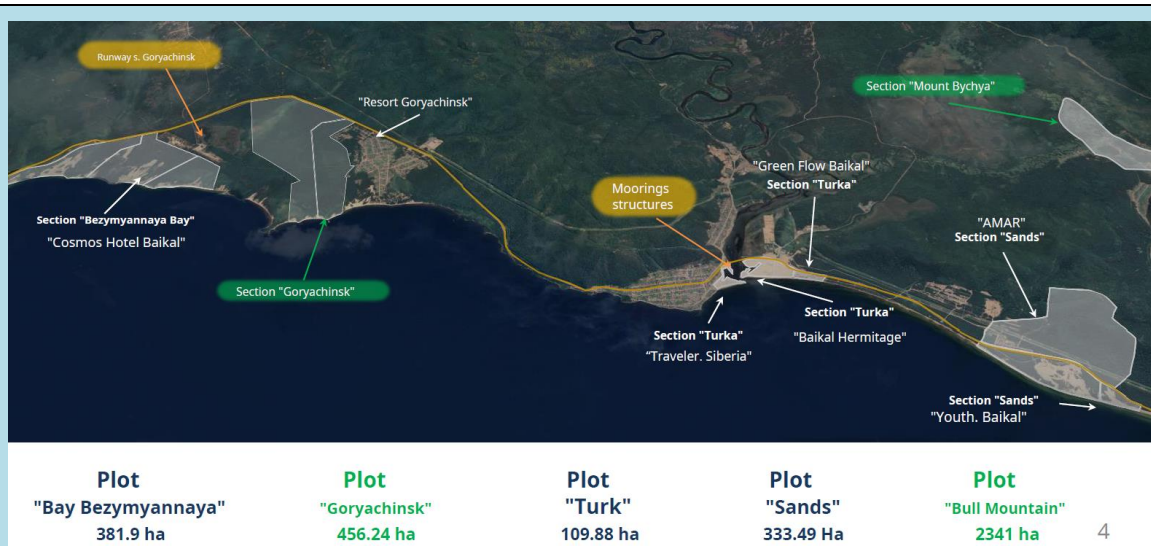 Runway s. Goryachinsk
"Resort Goryachinsk"
Section "Mount Bychya"
"Green Flow Baikal"
Section "Turka"
Moorings
structures
Section "Bezymyannaya Bay"
"Cosmos Hotel Baikal"
"AMAR"
Section "Sands"
Section "Goryachinsk"
Section "Turka"
"Baikal Hermitage"
Section "Turka"
“Traveler. Siberia"
Section "Sands"
"Youth. Baikal"
Plot
"Bay Bezymyannaya"
381.9 ha
Plot
"Goryachinsk"
456.24 ha
Plot
"Turk"
109.88 ha
Plot
"Sands"
333.49 Ha
Plot
"Bull Mountain"
2341 ha
4